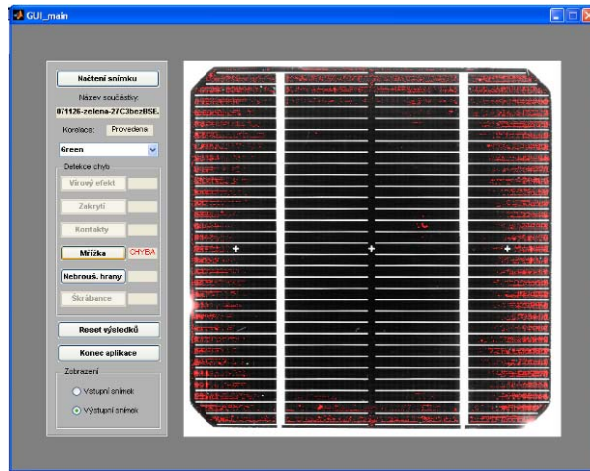 GUI_main
Načtení snímku
Název součástky:
071126-zelena-27C3bezBSE.
Korelace: Provedena
Green
Detekce chyb
Vírový efekt
Zakrytí
Kontakty
Mřížka CHYBA
Nebrouš. hrany
Škrábance
Reset výsledků
Konec aplikace
Zobrazení
Vstupní snímek
Výstupní snímek